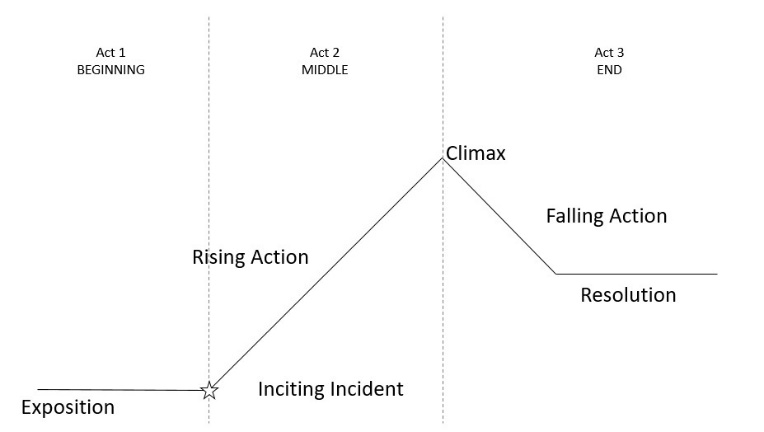 Act 1
BEGINNING
Act 2
MIDDLE
Act 3
END
Climax
Falling Action
Rising Action
Resolution
Inciting Incident
Exposition